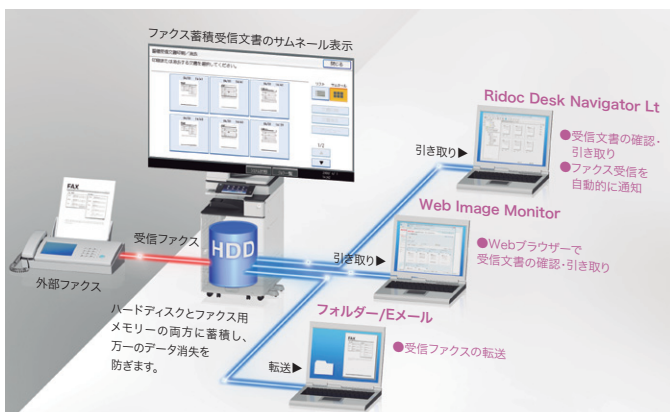 ファクス蓄積受信文書のサムネール表示
閉じる
1/2
Ridoc Desk Navigator Lt
●受信文書の確認・
引き取り
●ファクス受信を
自動的に通知
引き取り▶
Web Image Monitor
●Webブラウザーで
受信文書の確認・引き取り
引き取り▶
FAX
受信ファクス
HDD
外部ファクス
ハードディスクとファクス用
メモリーの両方に蓄積し、
万一のデータ消失を
防ぎます。
フォルダー/Eメール
●受信ファクスの転送
転送▶